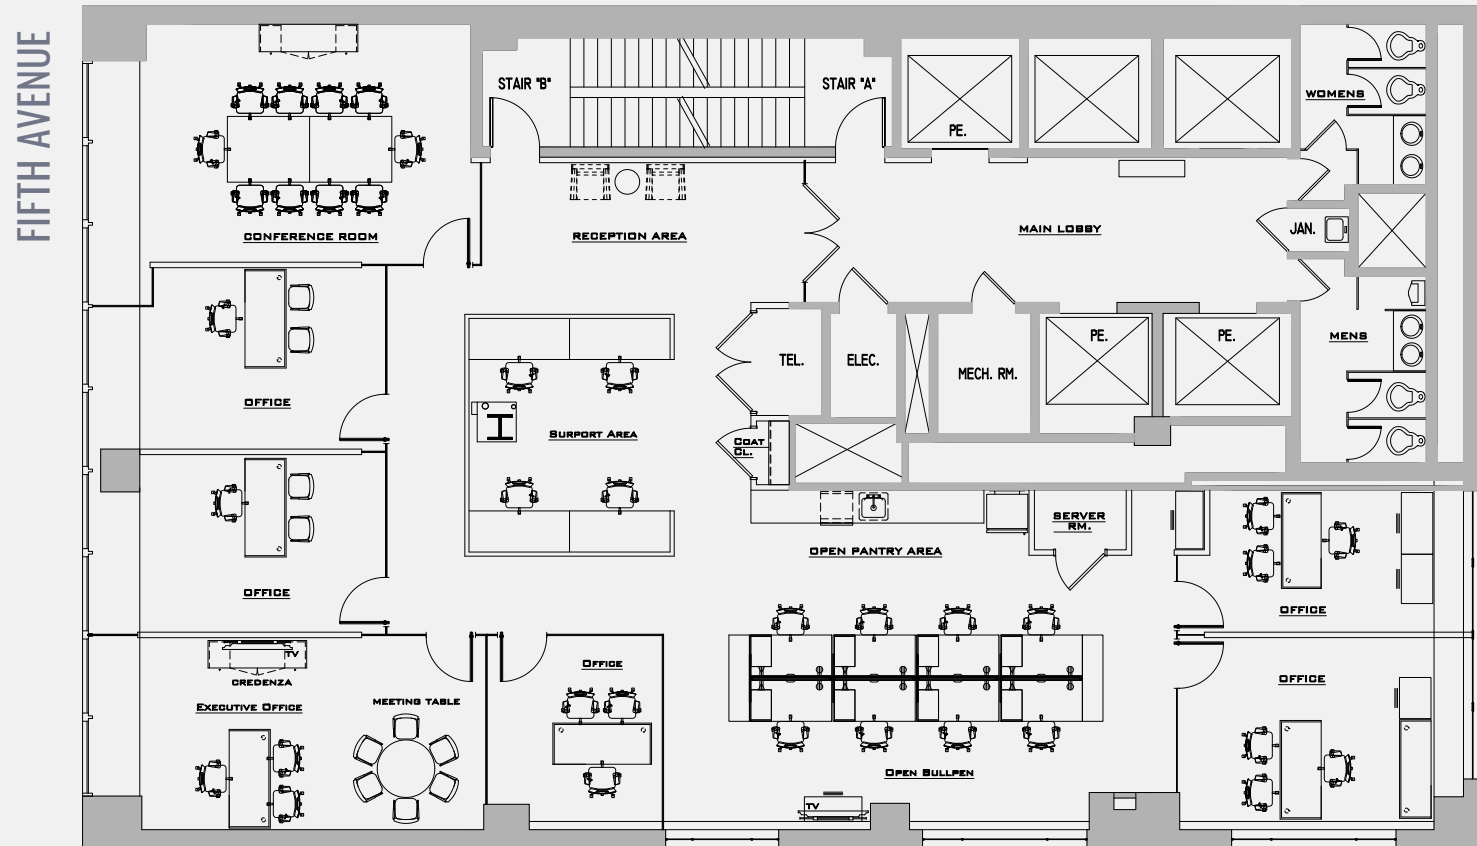 FIFTH AVENUE
STAIR "B"
STAIR "A"
PE.
WOMENS
CONFERENCE ROOM
RECEPTION AREA
MAIN LOBBY
JAN.
TEL.
ELEC.
MECH. RM.
PE.
PE.
MENS
OFFICE
SURPORT AREA
COAT
CL.
SERVER
RM.
OPEN PANTRY AREA
OFFICE
OFFICE
TV
CREDENZA
EXECUTIVE OFFICE
MEETING TABLE
OFFICE
OFFICE
OPEN BULLPEN
TV